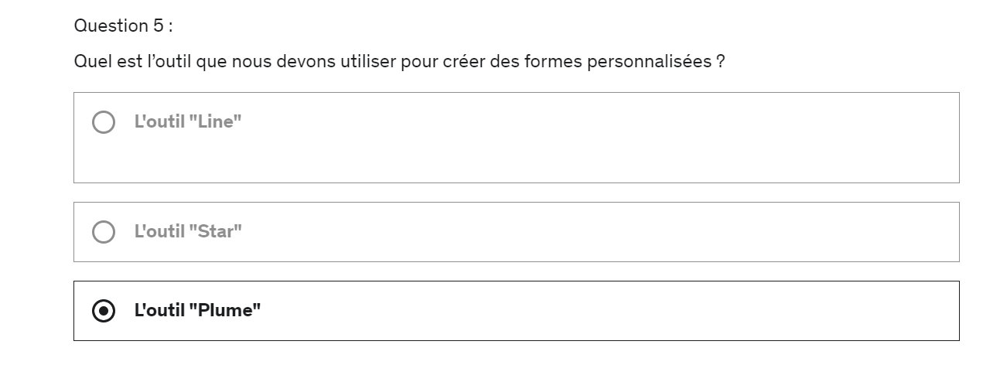 Question 5 :
Quel est l’outil que nous devons utiliser pour créer des formes personnalisées ?
L'outil "Line"
L'outil "Star"
L'outil "Plume"